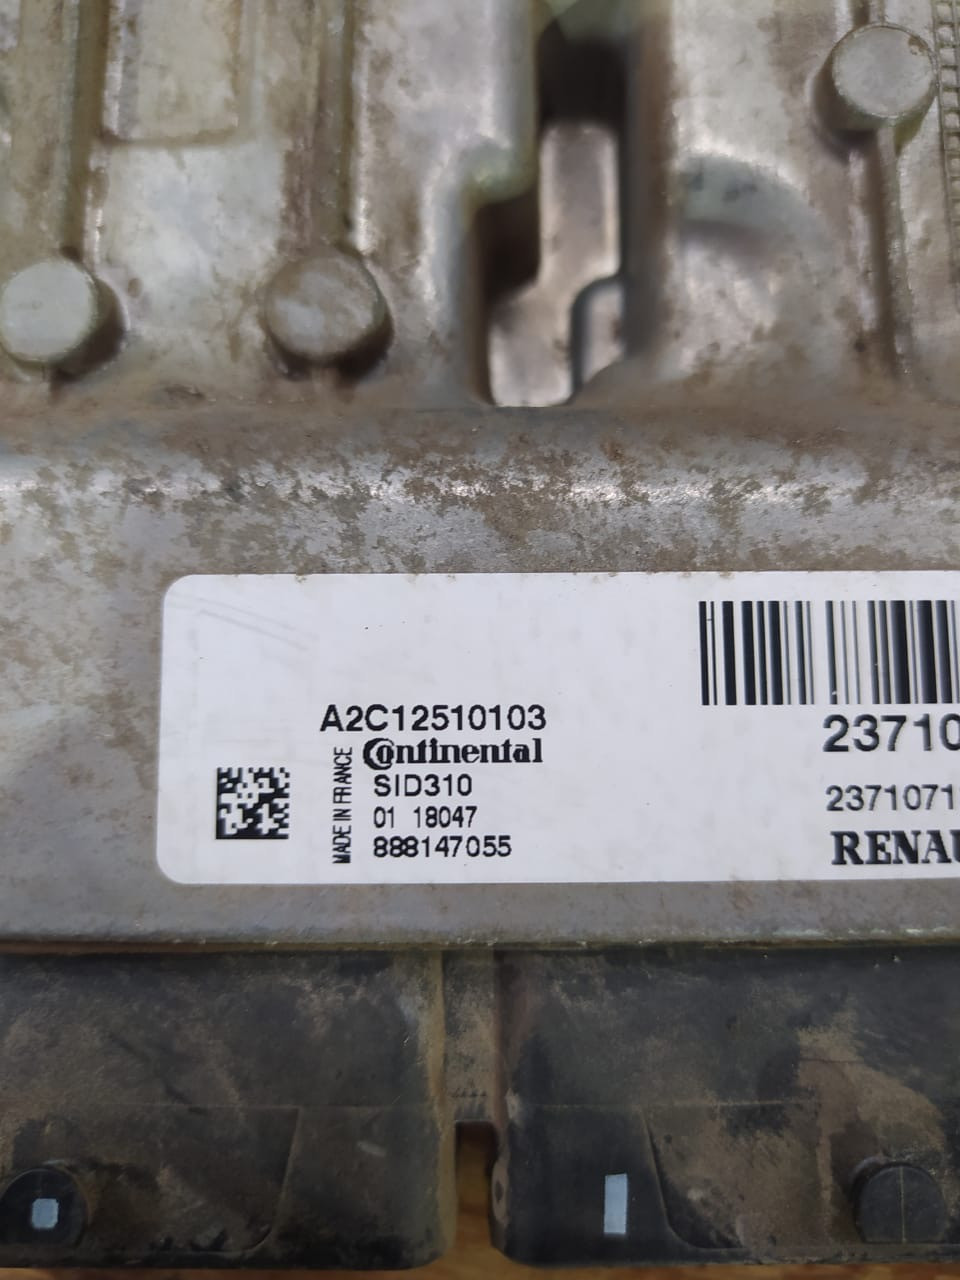 A2C12510103
Continental
SID310
01 18047
888147055
MADE IN FRANCE
23710
2371071
RENAU